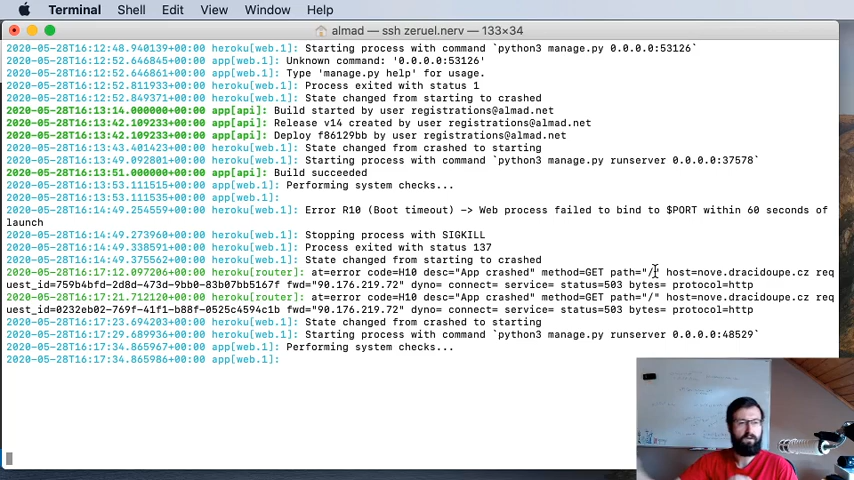 Terminal Shell Edit View Window Help
almad — ssh zeruel.nerv — 133×34
2020-05-28T16:12:48.940139+00:00 heroku[web.1]: Starting process with command `python3 manage.py 0.0.0.0:53126`
2020-05-28T16:12:52.646845+00:00 app[web.1]: Unknown command: '0.0.0.0:53126'
2020-05-28T16:12:52.646861+00:00 app[web.1]: Type 'manage.py help' for usage.
2020-05-28T16:12:52.811933+00:00 heroku[web.1]: Process exited with status 1
2020-05-28T16:12:52.849371+00:00 heroku[web.1]: State changed from starting to crashed
2020-05-28T16:13:14.000000+00:00 app[api]: Build started by user registrations@almad.net
2020-05-28T16:13:42.109233+00:00 app[api]: Release v14 created by user registrations@almad.net
2020-05-28T16:13:42.109233+00:00 app[api]: Deploy f86129bb by user registrations@almad.net
2020-05-28T16:13:43.401423+00:00 heroku[web.1]: State changed from crashed to starting
2020-05-28T16:13:49.092801+00:00 heroku[web.1]: Starting process with command `python3 manage.py runserver 0.0.0.0:37578`
2020-05-28T16:13:51.000000+00:00 app[api]: Build succeeded
2020-05-28T16:13:53.111515+00:00 app[web.1]: Performing system checks...
2020-05-28T16:13:53.111535+00:00 app[web.1]:
2020-05-28T16:14:49.254559+00:00 heroku[web.1]: Error R10 (Boot timeout) -> Web process failed to bind to $PORT within 60 seconds of
launch
2020-05-28T16:14:49.273960+00:00 heroku[web.1]: Stopping process with SIGKILL
2020-05-28T16:14:49.338591+00:00 heroku[web.1]: Process exited with status 137
2020-05-28T16:14:49.375562+00:00 heroku[web.1]: State changed from starting to crashed
2020-05-28T16:17:12.097206+00:00 heroku[router]: at=error code=H10 desc="App crashed" method=GET path="/" host=nove.dracidoupe.cz req
uest_id=759b4bfd-2d8d-473d-9bb0-83b07bb5167f fwd="90.176.219.72" dyno= connect= service= status=503 bytes= protocol=http
2020-05-28T16:17:21.712120+00:00 heroku[router]: at=error code=H10 desc="App crashed" method=GET path="/" host=nove.dracidoupe.cz req
uest_id=0232eb02-769f-41f1-b88f-0525c4594c1b fwd="90.176.219.72" dyno= connect= service= status=503 bytes= protocol=http
2020-05-28T16:17:23.694203+00:00 heroku[web.1]: State changed from crashed to starting
2020-05-28T16:17:29.689936+00:00 heroku[web.1]: Starting process with command `python3 manage.py runserver 0.0.0.0:48529`
2020-05-28T16:17:34.865967+00:00 app[web.1]: Performing system checks...
2020-05-28T16:17:34.865986+00:00 app[web.1]: